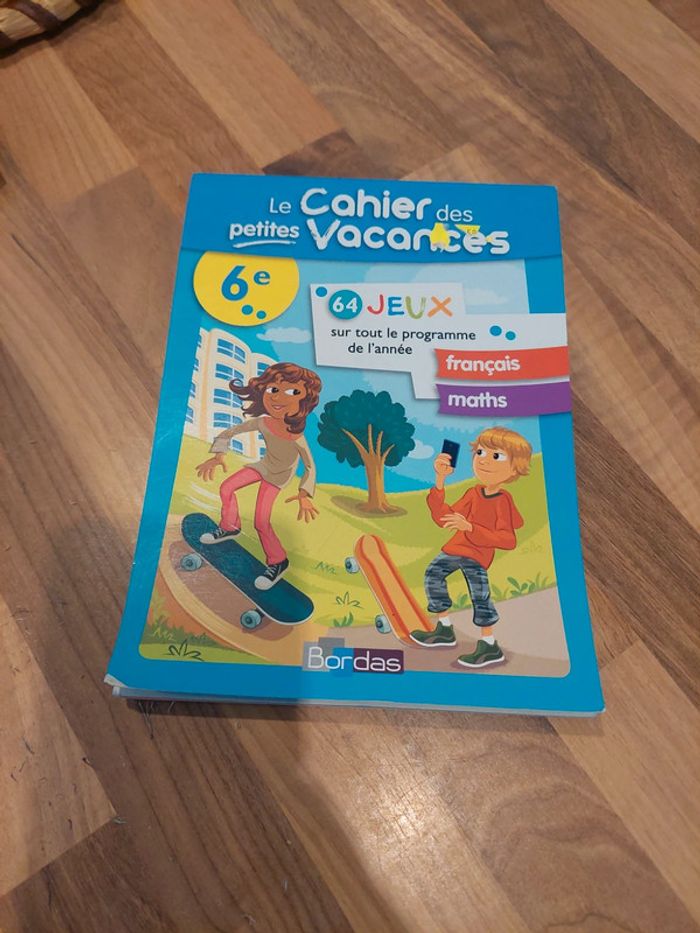 Le Cahier des
petites Vacances
6e
64 JEUX
sur tout le programme
de l'année
français
maths
Bordas